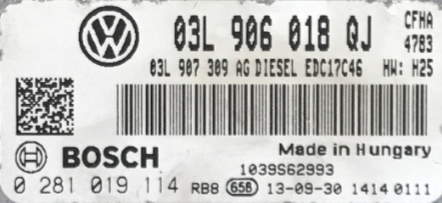 03L 906 018 QJ CFHA
4783
03L 907 309 AG DIESEL EDC17C46 HW: H25
BOSCH Made in Hungary
1039S62993
0 281 019 114 RB8 658 13-09-30 1414 0111